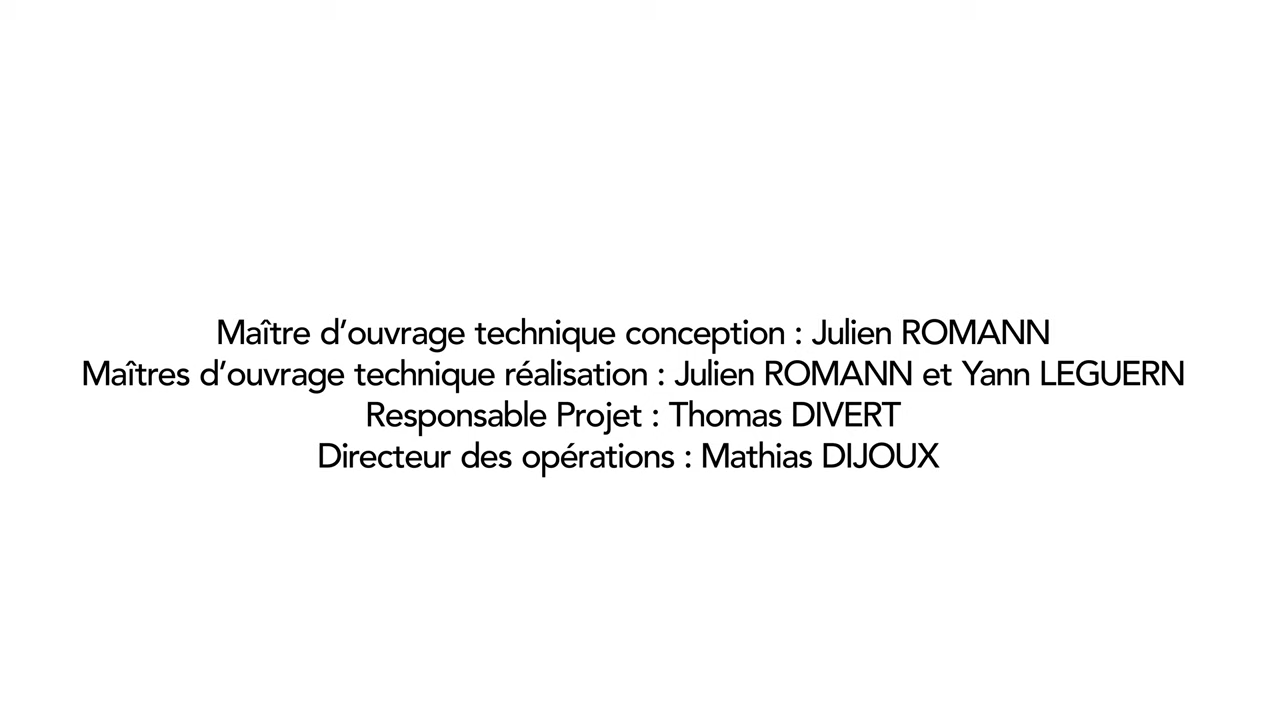 Maître d’ouvrage technique conception : Julien ROMANN
Maîtres d’ouvrage technique réalisation : Julien ROMANN et Yann LEGUERN
Responsable Projet : Thomas DIVERT
Directeur des opérations : Mathias DIJOUX